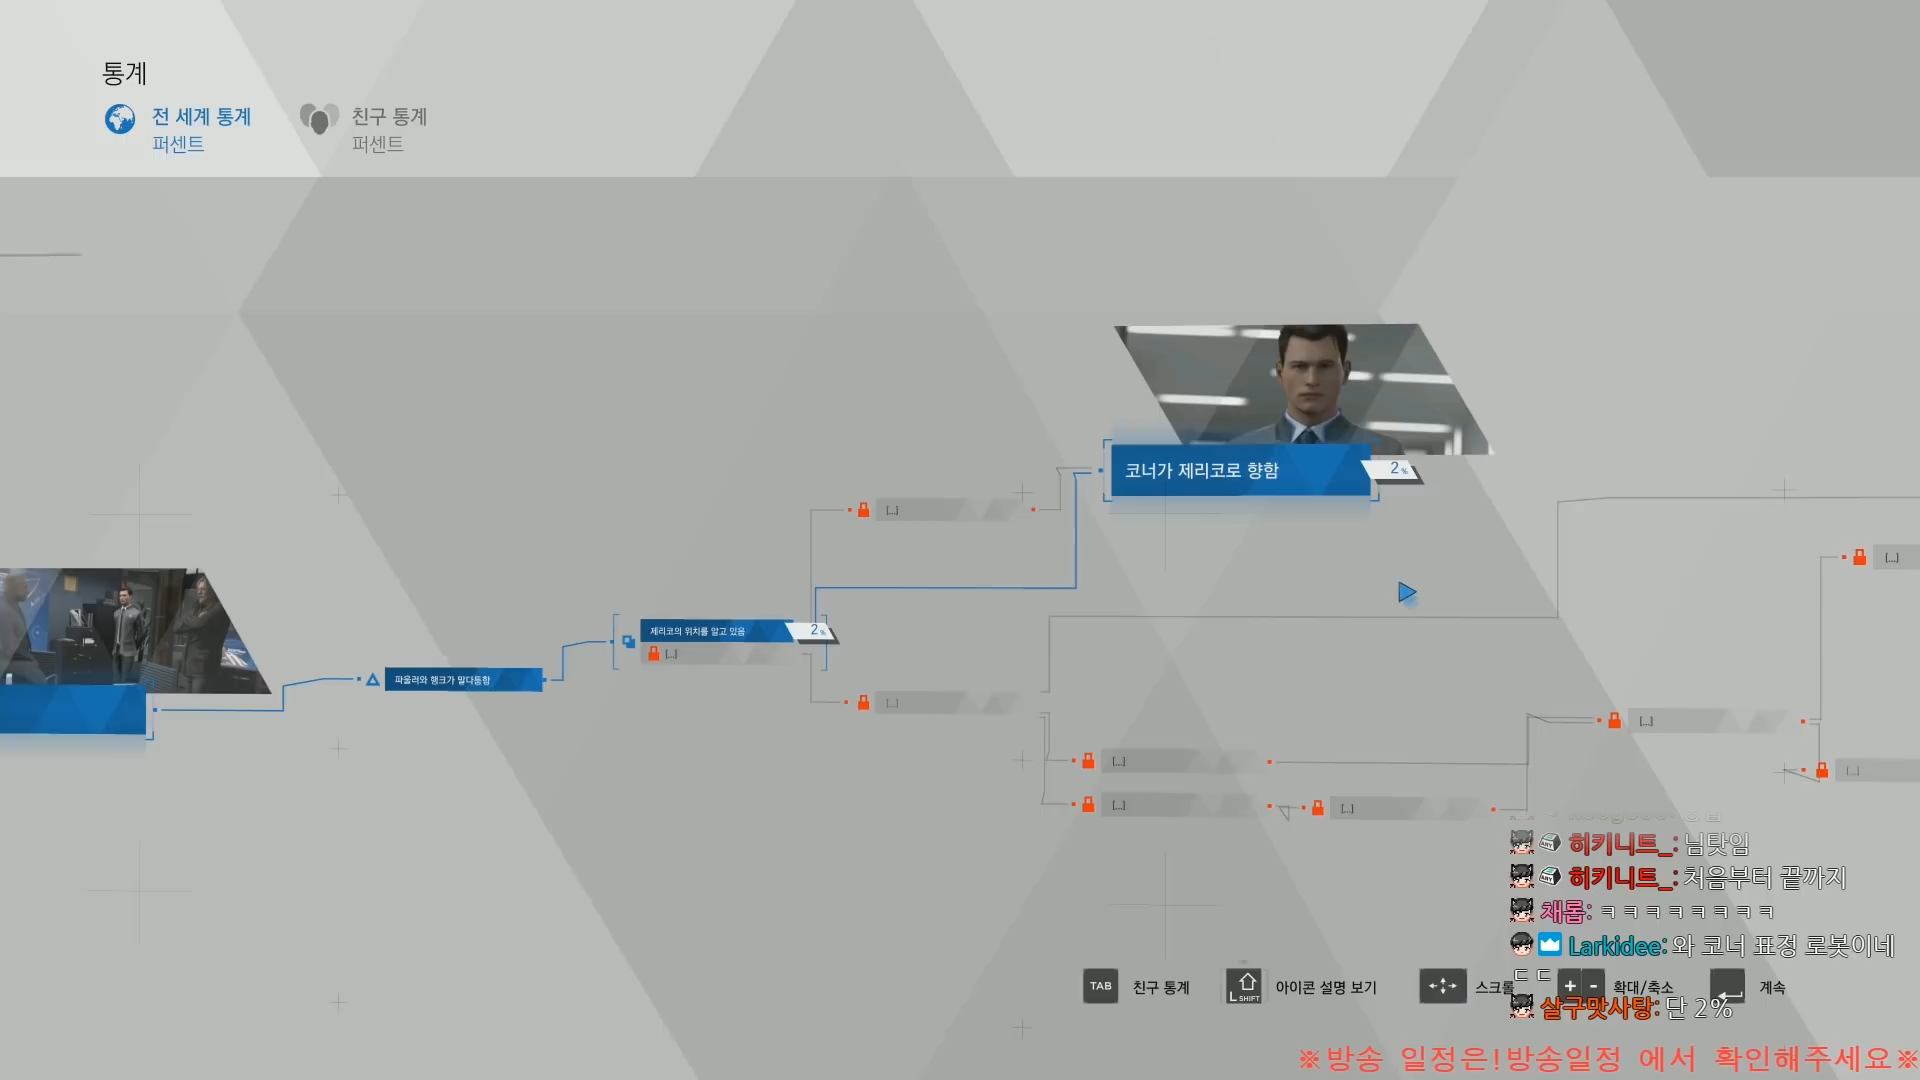 통계
전 세계 통계
퍼센트
친구 통계
퍼센트
코너가 제리코로 향함
2%
[...]
[...]
제리코의 위치를 알고 있음
2%
[...]
파울러와 행크가 말다툼함
[...]
[...]
[...]
[...]
[...]
[...]
히키니트_: 님탓임
히키니트_: 처음부터 끝까지
채롭: ㅋㅋㅋㅋㅋㅋㅋㅋ
Larkidee: 와 코너 표정 로봇이네
ㄷㄷ
살구맛사탕: 단 2%
TAB 친구 통계
L SHIFT 아이콘 설명 보기
스크롤
+ - 확대/축소
계속
※방송 일정은!방송일정 에서 확인해주세요※